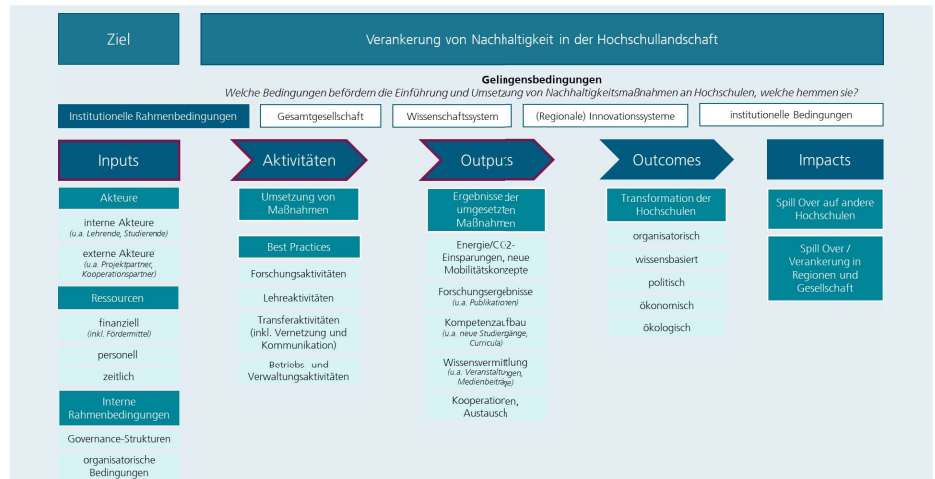 Ziel
Verankerung von Nachhaltigkeit in der Hochschullandschaft
Gelingensbedingungen
Welche Bedingungen befördern die Einführung und Umsetzung von Nachhaltigkeitsmaßnahmen an Hochschulen, welche hemmen sie?
Institutionelle Rahmenbedingungen
Gesamtgesellschaft
Wissenschaftssystem
(Regionale) Innovationssysteme
institutionelle Bedingungen
Inputs
Akteure
interne Akteure
(u.a. Lehrende, Studierende)
externe Akteure
(u.a. Projektpartner,
Kooperationspartner)
Ressourcen
finanziell
(inkl. Fördermittel)
personell
zeitlich
Interne
Rahmenbedingungen
Governance-Strukturen
organisatorische
Bedingungen
Aktivitäten
Umsetzung von
Maßnahmen
Best Practices
Forschungsaktivitäten
Lehreaktivitäten
Transferaktivitäten
(inkl. Vernetzung und
Kommunikation)
Betriebs- und
Verwaltungsaktivitäten
Outputs
Ergebnisse der
umgesetzten
Maßnahmen
Energie/CO2-
Einsparungen, neue
Mobilitätskonzepte
Forschungsergebnisse
(u.a. Publikationen)
Kompetenzaufbau
(u.a. neue Studiergänge,
Curricula)
Wissensvermittlung
(u.a. Veranstaltungen,
Medienbeiträge)
Kooperationen,
Austausch
Outcomes
Transformation der
Hochschulen
organisatorisch
wissensbasiert
politisch
ökonomisch
ökologisch
Impacts
Spill Over auf andere
Hochschulen
Spill Over /
Verankerung in
Regionen und
Gesellschaft